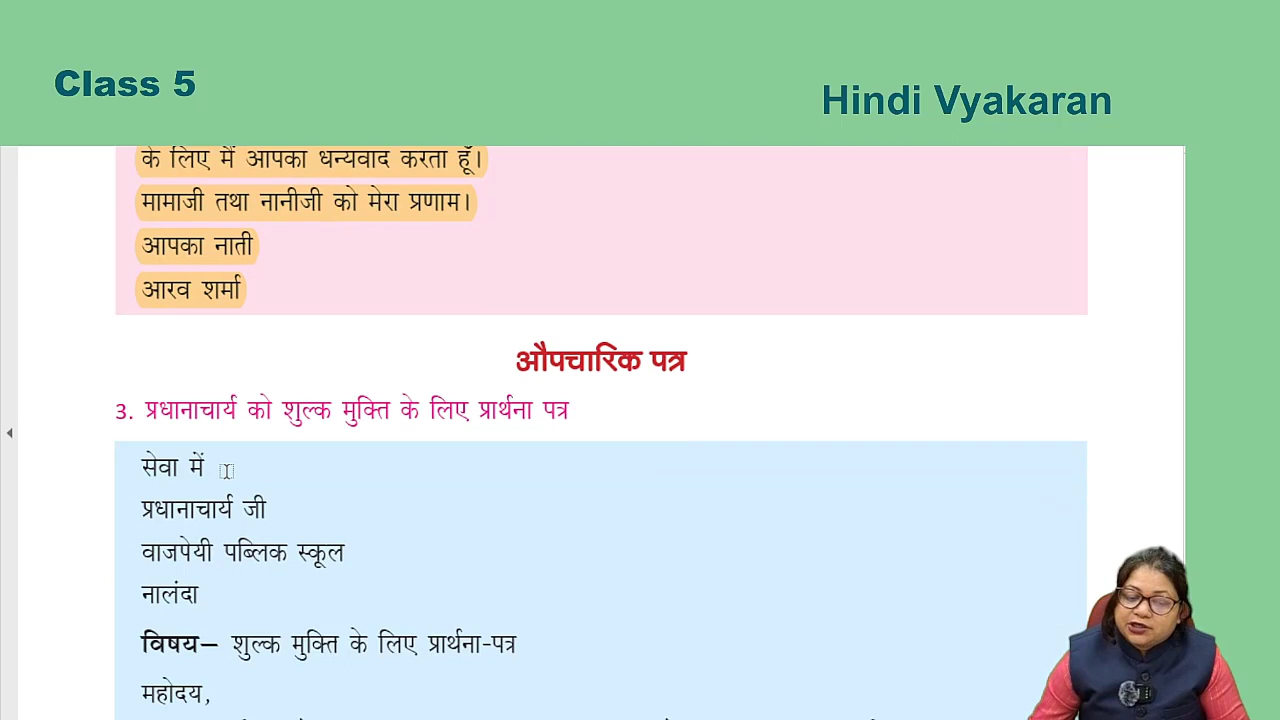 Class 5
Hindi Vyakaran
के लिए मैं आपका धन्यवाद करता हूँ।
मामाजी तथा नानीजी को मेरा प्रणाम।
आपका नाती
आरव शर्मा
औपचारिक पत्र
3. प्रधानाचार्य को शुल्क मुक्ति के लिए प्रार्थना पत्र
सेवा में
प्रधानाचार्य जी
वाजपेयी पब्लिक स्कूल
नालंदा
विषय– शुल्क मुक्ति के लिए प्रार्थना-पत्र
महोदय,